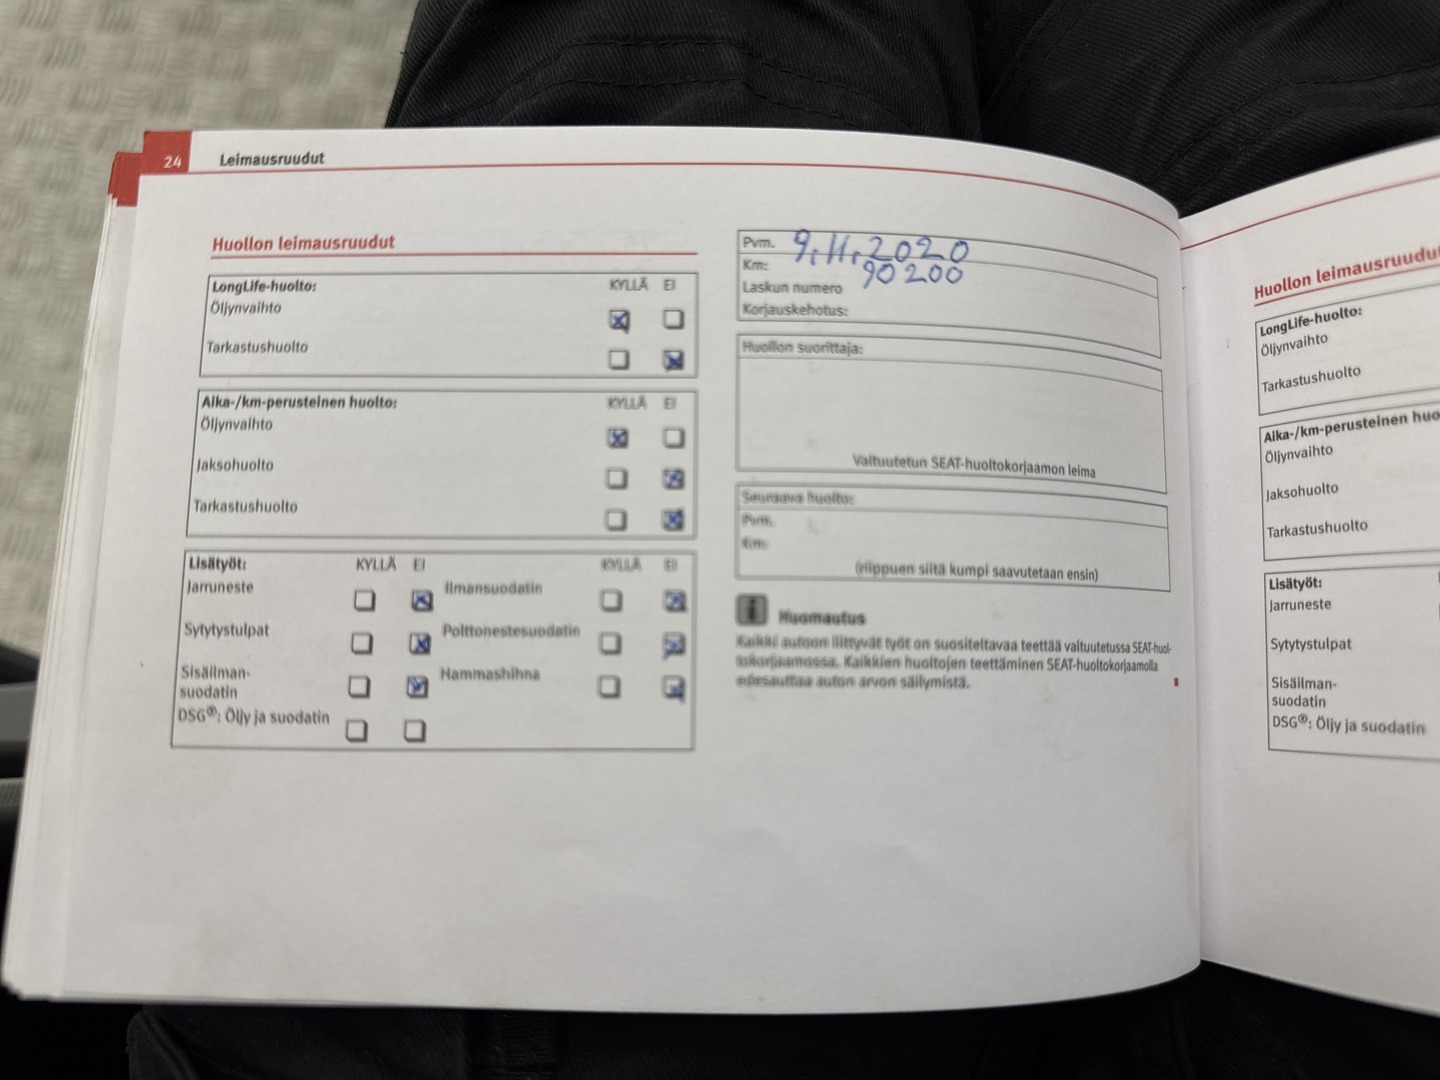 24 Leimausruudut
Huollon leimausruudut
LongLife-huolto: KYLLÄ EI
Öljynvaihto
Tarkastushuolto
Aika-/km-perusteinen huolto: KYLLÄ EI
Öljynvaihto
Jaksohuolto
Tarkastushuolto
Lisätyöt: KYLLÄ EI KYLLÄ EI
Jarruneste Ilmansuodatin
Sytytystulpat Polttonestesuodatin
Sisäilman-
suodatin Hammashihna
DSG®: Öljy ja suodatin
Pvm. 9.11.2020
Km: 90200
Laskun numero
Korjauskehotus:
Huollon suorittaja:
Valtuutetun SEAT-huoltokorjaamon leima
Seuraava huolto:
Pvm.
Km:
(riippuen siitä kumpi saavutetaan ensin)
Huomautus
Kaikki autoon liittyvät työt on suositeltavaa teettää valtuutetussa SEAT-huol-
tokorjaamossa. Kaikkien huoltojen teettäminen SEAT-huoltokorjaamolla
edesauttaa auton arvon säilymistä.
Huollon leimausruudut
LongLife-huolto:
Öljynvaihto
Tarkastushuolto
Aika-/km-perusteinen huo
Öljynvaihto
Jaksohuolto
Tarkastushuolto
Lisätyöt:
Jarruneste
Sytytystulpat
Sisäilman-
suodatin
DSG®: Öljy ja suodatin